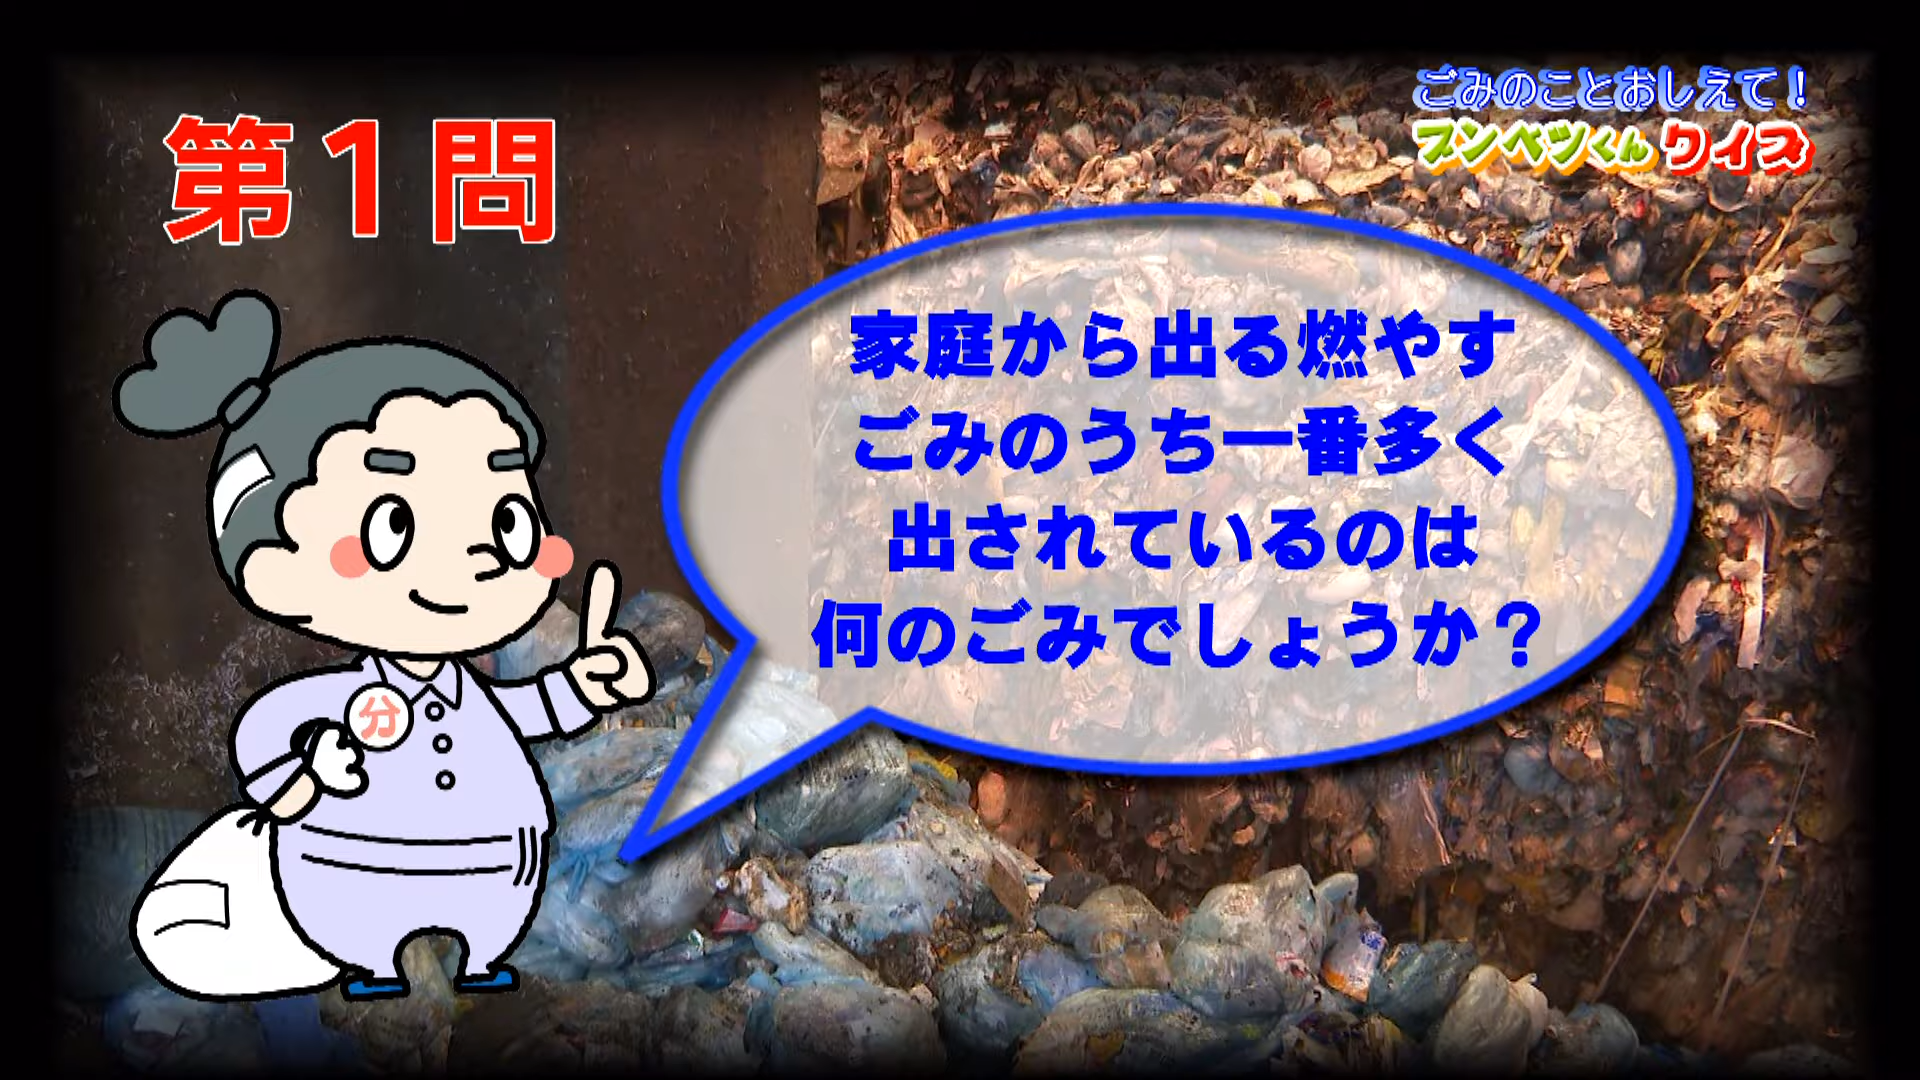 ごみのことおしえて！
ブンベツくんクイズ
第１問
家庭から出る燃やす
ごみのうち一番多く
出されているのは
何のごみでしょうか？
分